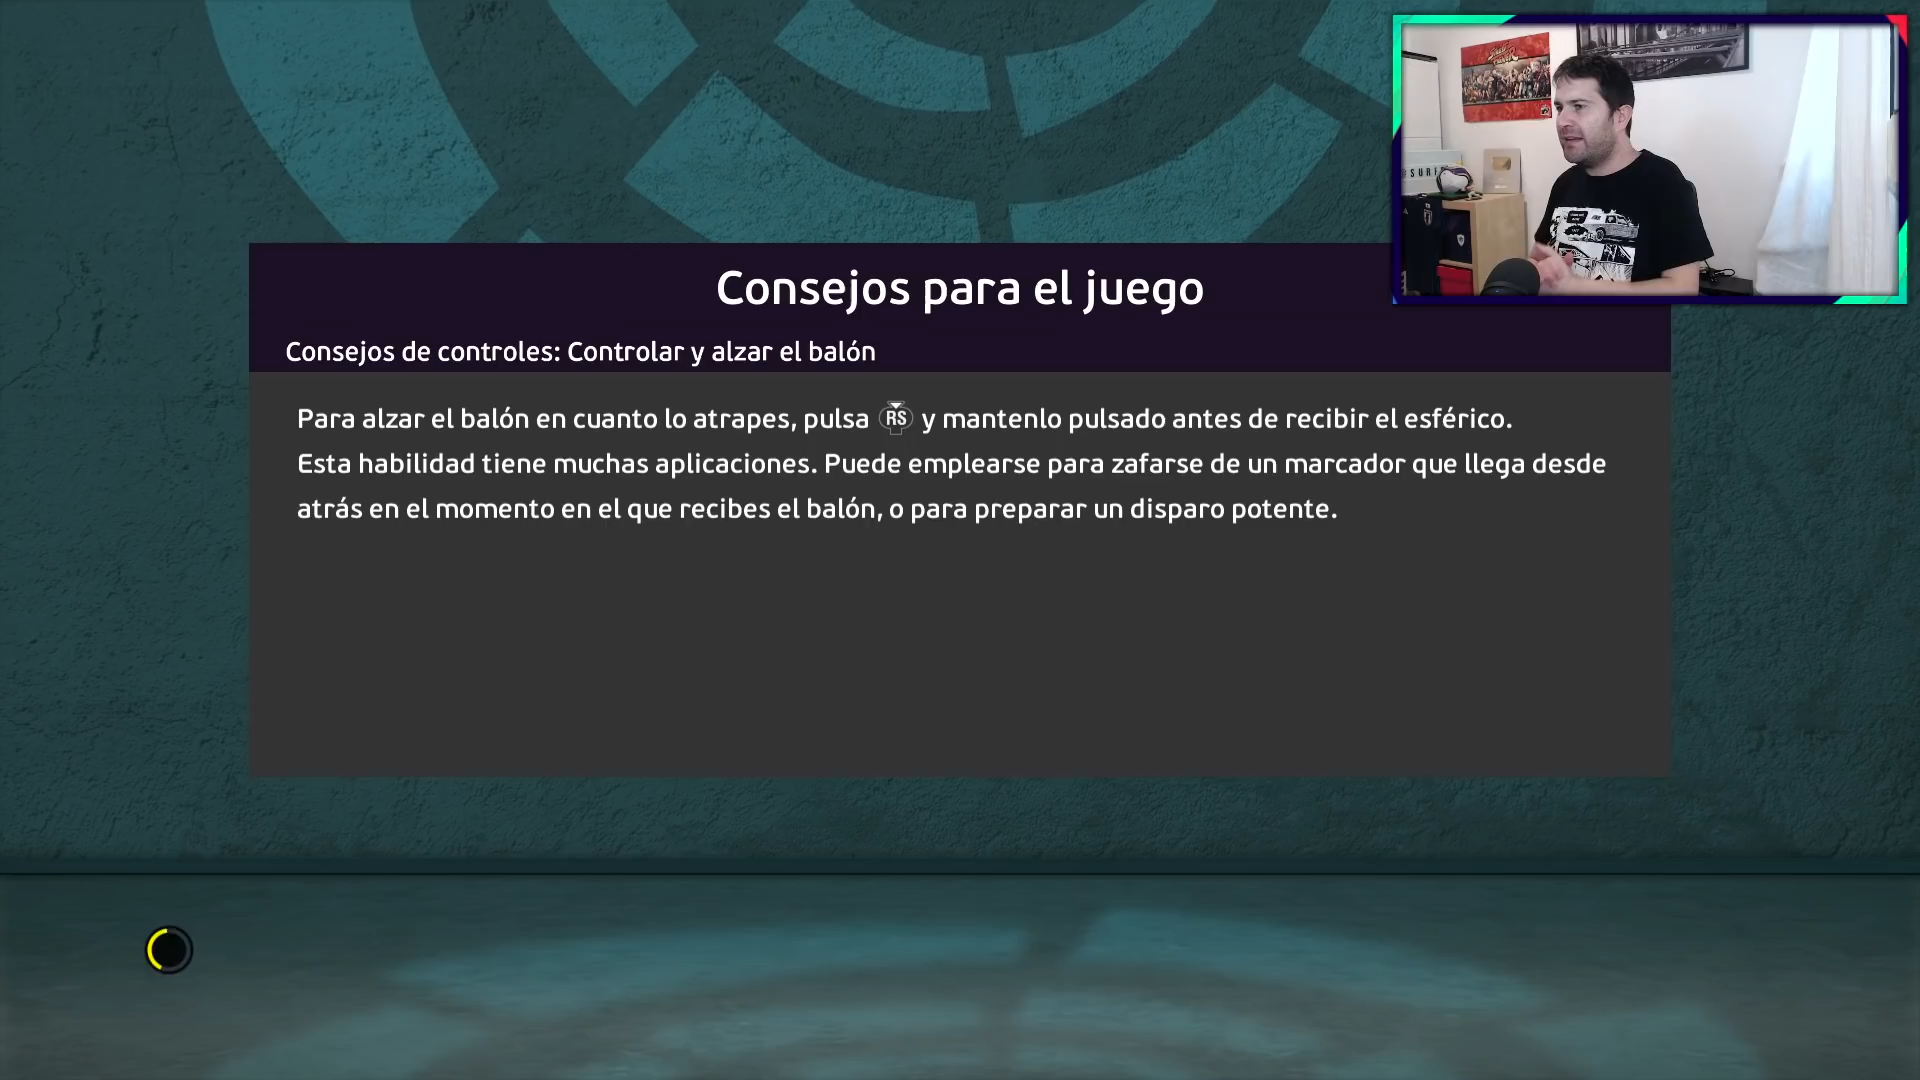 Consejos para el juego
Consejos de controles: Controlar y alzar el balón
Para alzar el balón en cuanto lo atrapes, pulsa RS y mantenlo pulsado antes de recibir el esférico.
Esta habilidad tiene muchas aplicaciones. Puede emplearse para zafarse de un marcador que llega desde
atrás en el momento en el que recibes el balón, o para preparar un disparo potente.
SURF